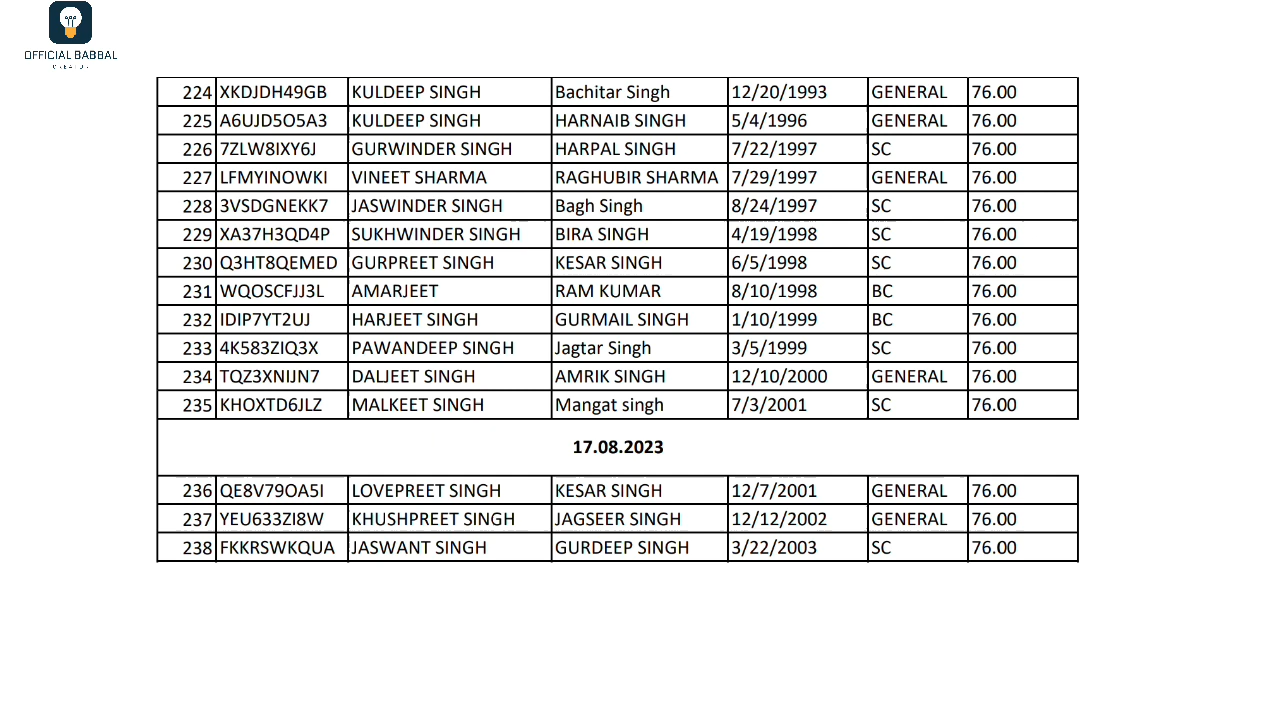 OFFICIAL BABBAL
CREATOR
224 XKDJDH49GB KULDEEP SINGH Bachitar Singh 12/20/1993 GENERAL 76.00
225 A6UJD5O5A3 KULDEEP SINGH HARNAIB SINGH 5/4/1996 GENERAL 76.00
226 7ZLW8IXY6J GURWINDER SINGH HARPAL SINGH 7/22/1997 SC 76.00
227 LFMYINOWKI VINEET SHARMA RAGHUBIR SHARMA 7/29/1997 GENERAL 76.00
228 3VSDGNEKK7 JASWINDER SINGH Bagh Singh 8/24/1997 SC 76.00
229 XA37H3QD4P SUKHWINDER SINGH BIRA SINGH 4/19/1998 SC 76.00
230 Q3HT8QEMED GURPREET SINGH KESAR SINGH 6/5/1998 SC 76.00
231 WQOSCFJJ3L AMARJEET RAM KUMAR 8/10/1998 BC 76.00
232 IDIP7YT2UJ HARJEET SINGH GURMAIL SINGH 1/10/1999 BC 76.00
233 4K583ZIQ3X PAWANDEEP SINGH Jagtar Singh 3/5/1999 SC 76.00
234 TQZ3XNIJN7 DALJEET SINGH AMRIK SINGH 12/10/2000 GENERAL 76.00
235 KHOXTD6JLZ MALKEET SINGH Mangat singh 7/3/2001 SC 76.00
17.08.2023
236 QE8V79OA5I LOVEPREET SINGH KESAR SINGH 12/7/2001 GENERAL 76.00
237 YEU633ZI8W KHUSHPREET SINGH JAGSEER SINGH 12/12/2002 GENERAL 76.00
238 FKKRSWKQUA JASWANT SINGH GURDEEP SINGH 3/22/2003 SC 76.00